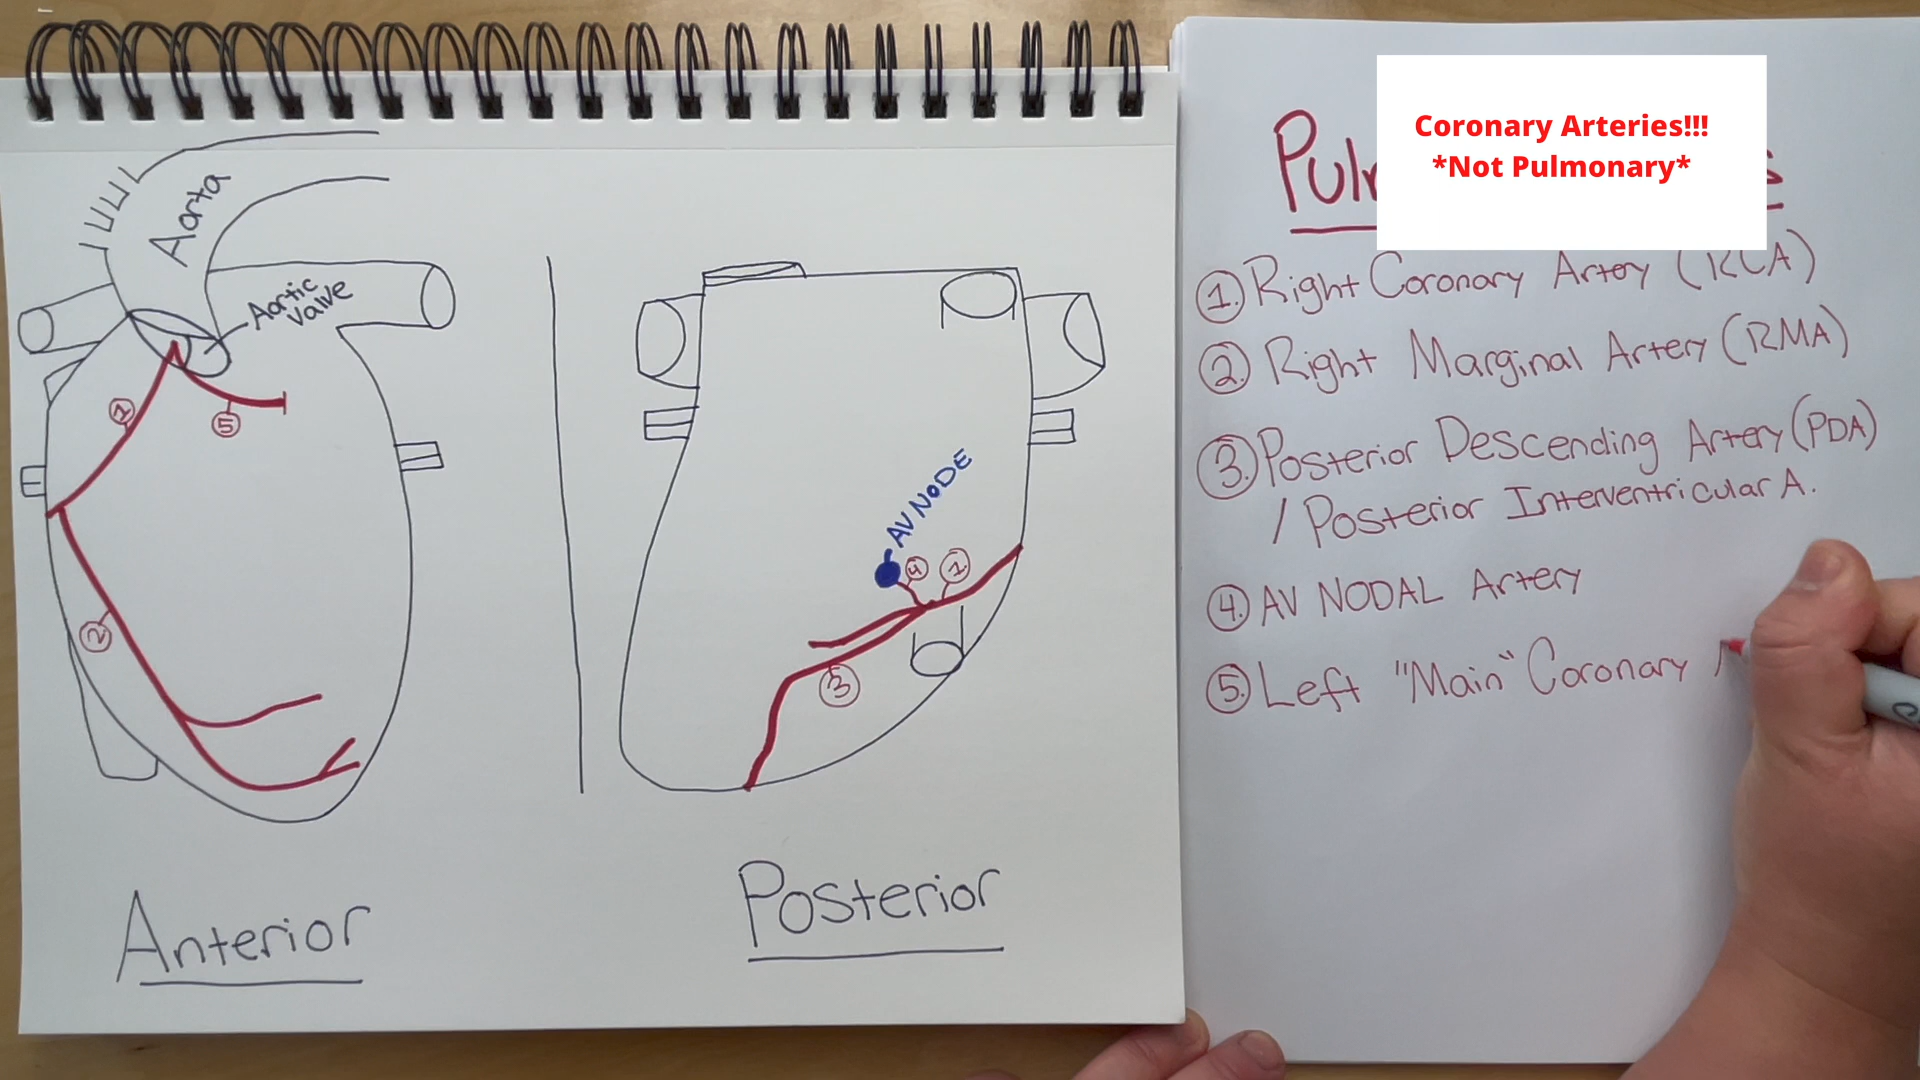 Aorta
Aortic
Valve
1
5
2
Anterior
AV NODE
4
1
3
Posterior
Coronary Arteries!!!
*Not Pulmonary*
1. Right Coronary Artery (RCA)
2. Right Marginal Artery (RMA)
3. Posterior Descending Artery (PDA)
/ Posterior Interventricular A.
4. AV NODAL Artery
5. Left "Main" Coronary